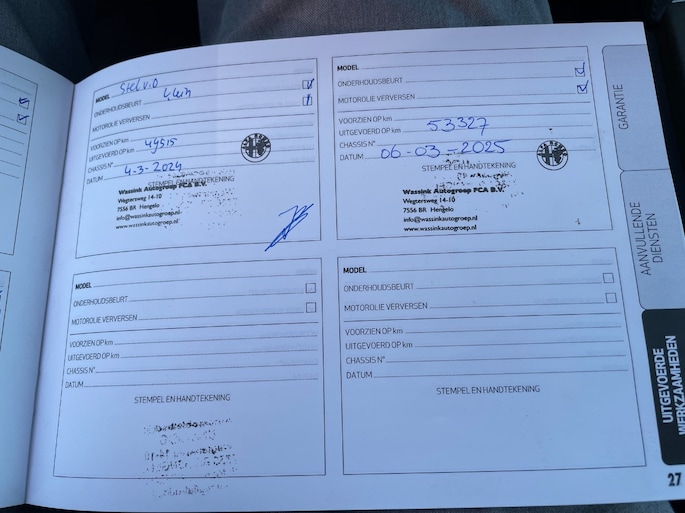 MODEL Stelvio
ONDERHOUDSBEURT klein
MOTOROLIE VERVERSEN
VOORZIEN OP km
UITGEVOERD OP km 49515
CHASSIS N°
DATUM 4-3-2024
STEMPEL EN HANDTEKENING
Wassink Autogroep FCA B.V.
Wegtersweg 14-10
7556 BR Hengelo
info@wassinkautogroep.nl
www.wassinkautogroep.nl
MODEL
ONDERHOUDSBEURT
MOTOROLIE VERVERSEN
VOORZIEN OP km
UITGEVOERD OP km 53327
CHASSIS N°
DATUM 06-03-2025
STEMPEL EN HANDTEKENING
Wassink Autogroep FCA B.V.
Wegtersweg 14-10
7556 BR Hengelo
info@wassinkautogroep.nl
www.wassinkautogroep.nl
MODEL
ONDERHOUDSBEURT
MOTOROLIE VERVERSEN
VOORZIEN OP km
UITGEVOERD OP km
CHASSIS N°
DATUM
STEMPEL EN HANDTEKENING
MODEL
ONDERHOUDSBEURT
MOTOROLIE VERVERSEN
VOORZIEN OP km
UITGEVOERD OP km
CHASSIS N°
DATUM
STEMPEL EN HANDTEKENING
GARANTIE
AANVULLENDE
DIENSTEN
UITGEVOERDE
WERKZAAMHEDEN
27